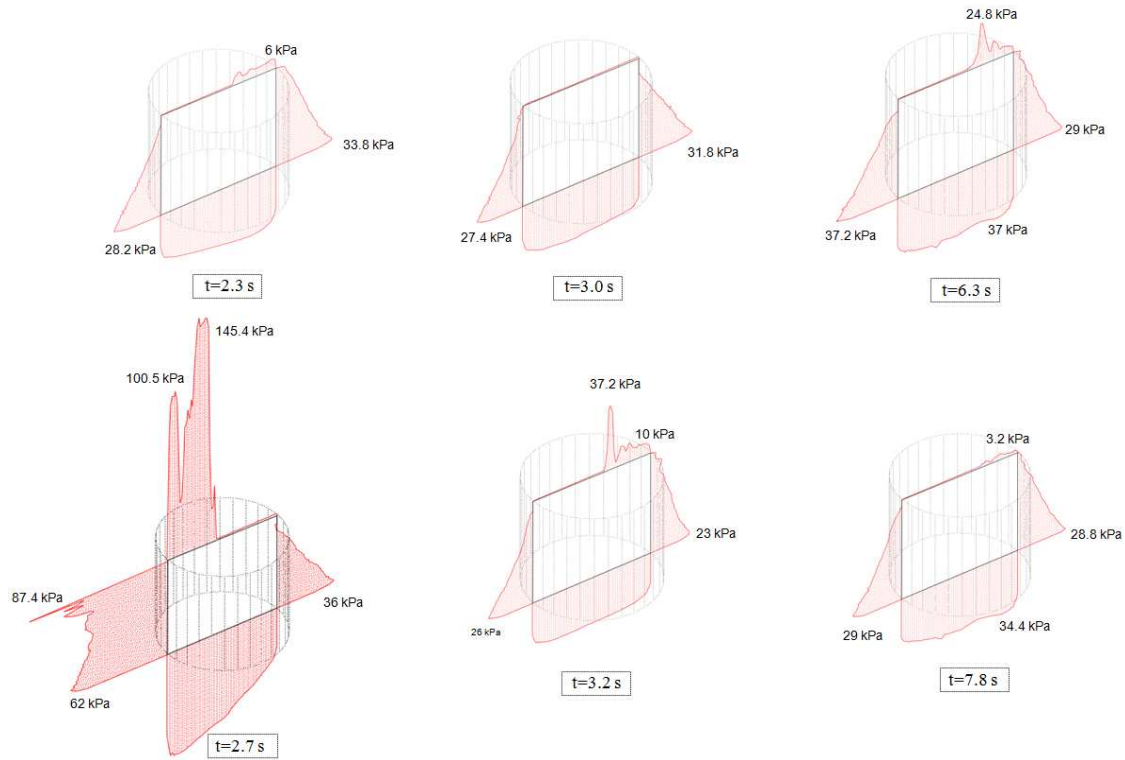 6 kPa
33.8 kPa
28.2 kPa
t=2.3 s
31.8 kPa
27.4 kPa
t=3.0 s
24.8 kPa
29 kPa
37.2 kPa
37 kPa
t=6.3 s
145.4 kPa
100.5 kPa
87.4 kPa
36 kPa
62 kPa
t=2.7 s
37.2 kPa
10 kPa
23 kPa
26 kPa
t=3.2 s
3.2 kPa
28.8 kPa
29 kPa
34.4 kPa
t=7.8 s